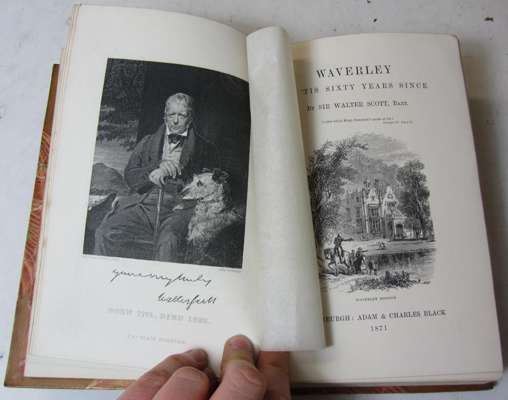 yours very truly
Walter Scott
BORN 1771, DIED 1832.
WAVERLEY
'TIS SIXTY YEARS SINCE
BY SIR WALTER SCOTT, BART.
WAVERLEY HONOUR
BURGH: ADAM & CHARLES BLACK
1871